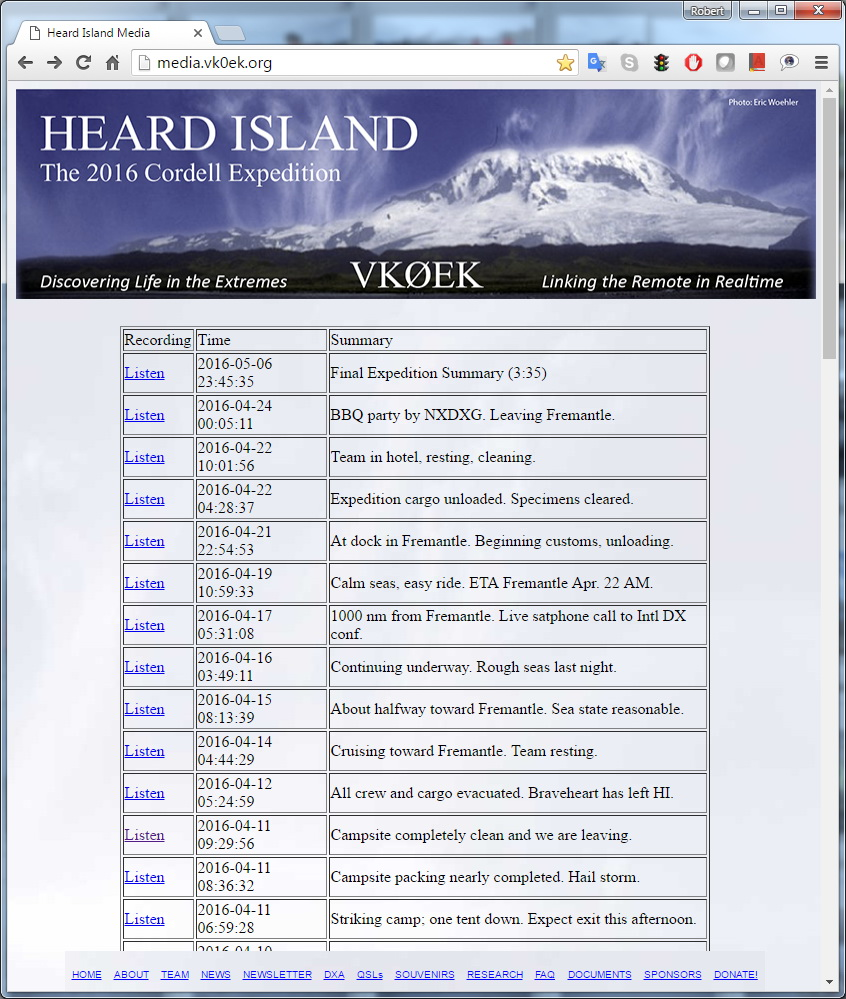 Robert
Heard Island Media
media.vk0ek.org
Photo: Eric Woehler
HEARD ISLAND
The 2016 Cordell Expedition
Discovering Life in the Extremes VKØEK Linking the Remote in Realtime
Recording Time Summary
Listen 2016-05-06
23:45:35 Final Expedition Summary (3:35)
Listen 2016-04-24
00:05:11 BBQ party by NXDXG. Leaving Fremantle.
Listen 2016-04-22
10:01:56 Team in hotel, resting, cleaning.
Listen 2016-04-22
04:28:37 Expedition cargo unloaded. Specimens cleared.
Listen 2016-04-21
22:54:53 At dock in Fremantle. Beginning customs, unloading.
Listen 2016-04-19
10:59:33 Calm seas, easy ride. ETA Fremantle Apr. 22 AM.
Listen 2016-04-17
05:31:08 1000 nm from Fremantle. Live satphone call to Intl DX
conf.
Listen 2016-04-16
03:49:11 Continuing underway. Rough seas last night.
Listen 2016-04-15
08:13:39 About halfway toward Fremantle. Sea state reasonable.
Listen 2016-04-14
04:44:29 Cruising toward Fremantle. Team resting.
Listen 2016-04-12
05:24:59 All crew and cargo evacuated. Braveheart has left HI.
Listen 2016-04-11
09:29:56 Campsite completely clean and we are leaving.
Listen 2016-04-11
08:36:32 Campsite packing nearly completed. Hail storm.
Listen 2016-04-11
06:59:28 Striking camp; one tent down. Expect exit this afternoon.
2016-04-10
HOME ABOUT TEAM NEWS NEWSLETTER DXA QSLs SOUVENIRS RESEARCH FAQ DOCUMENTS SPONSORS DONATE!